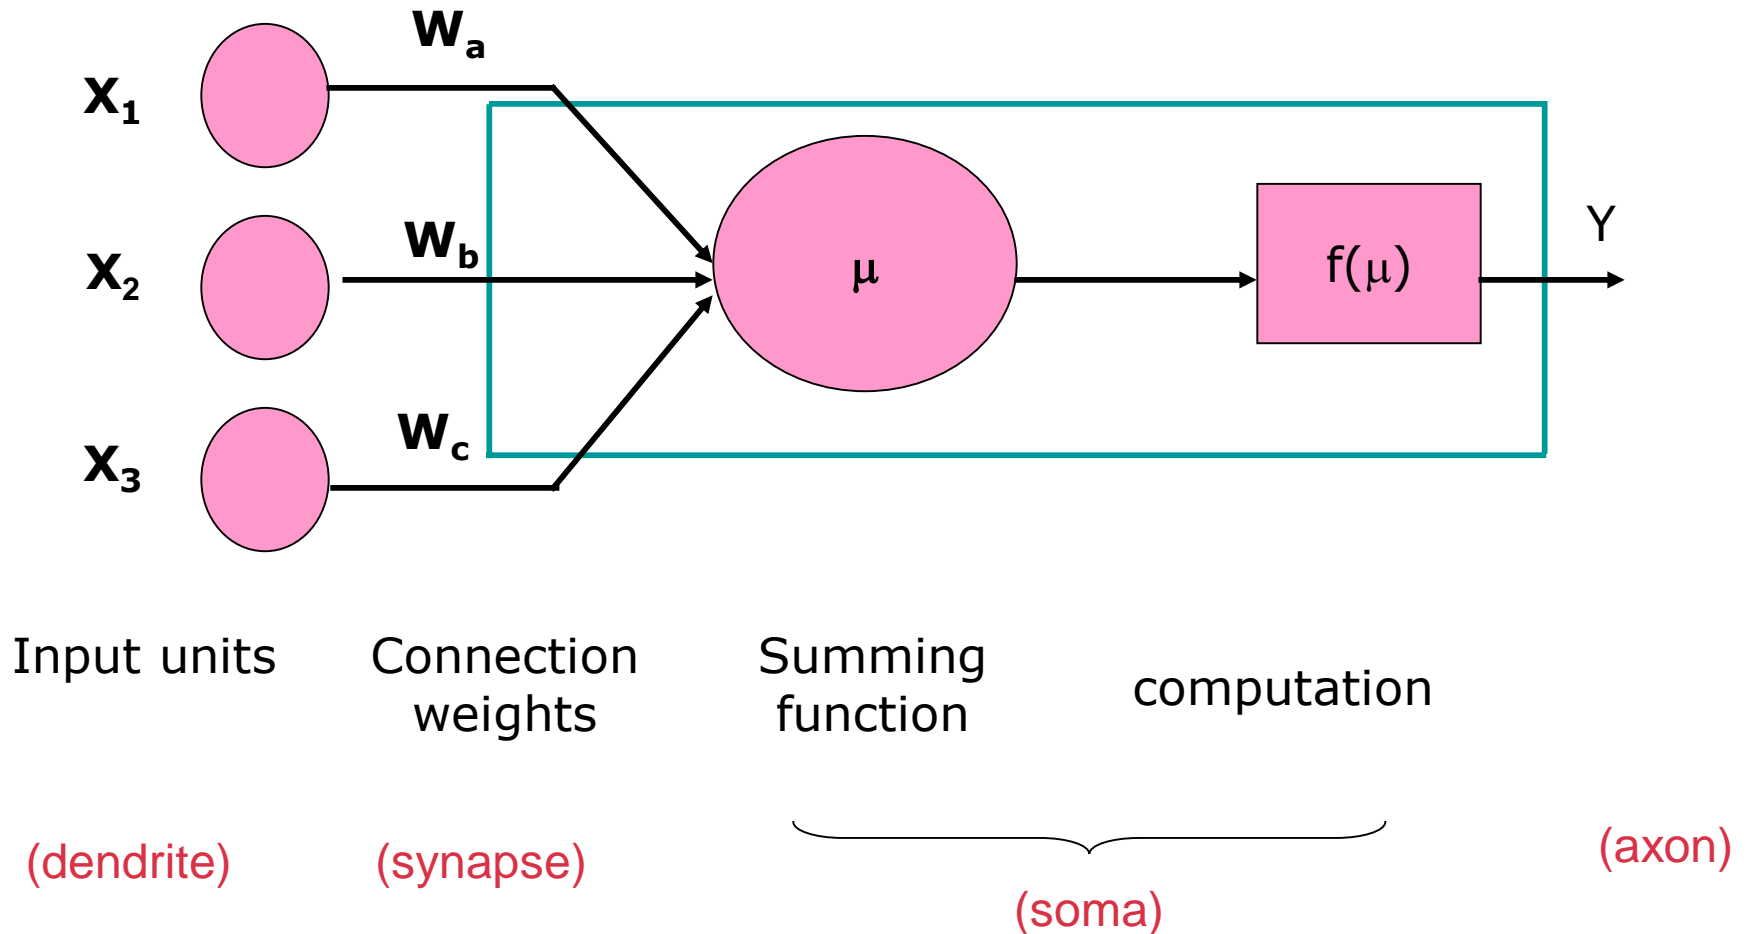 Wa
X1
Wb
X2
μ
f(μ)
Y
Wc
X3
Input units
Connection
weights
Summing
function
computation
(dendrite)
(synapse)
(soma)
(axon)